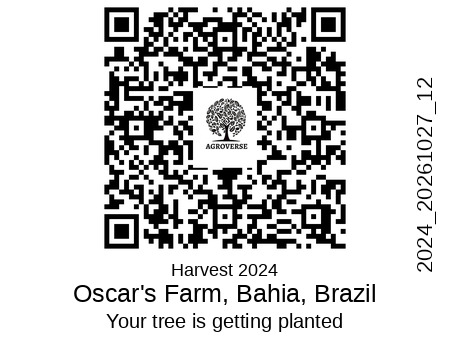 AGROVERSE
Harvest 2024
Oscar's Farm, Bahia, Brazil
Your tree is getting planted
2024_20261027_12